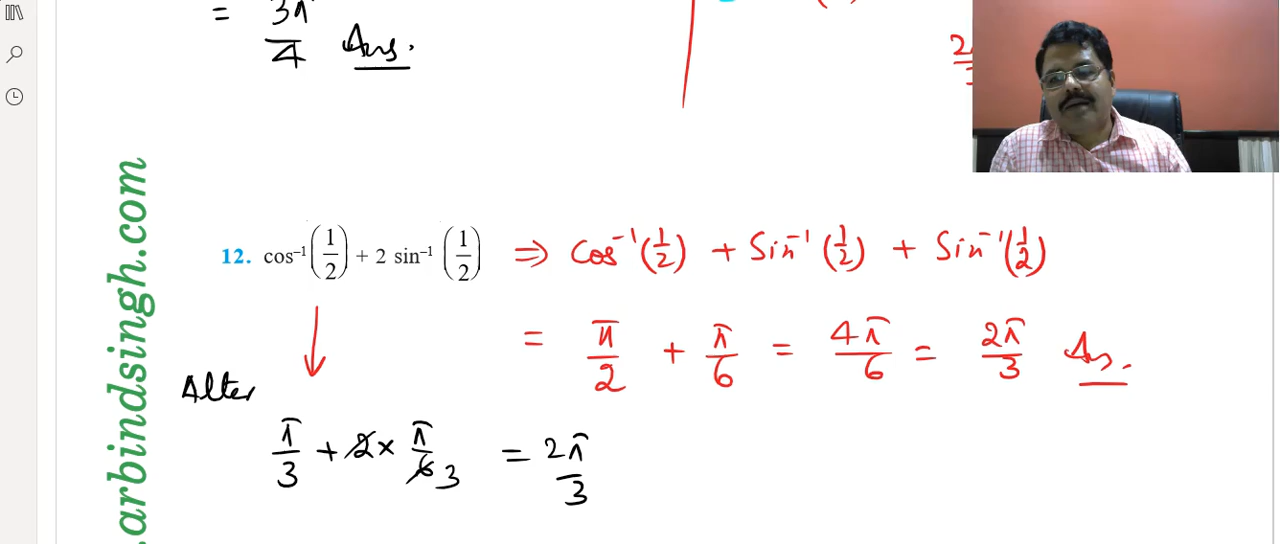 = 3π/4 Ans.
arbindsingh.com
12. cos⁻¹(1/2) + 2 sin⁻¹(1/2) ⇒ Cos⁻¹(1/2) + Sin⁻¹(1/2) + Sin⁻¹(1/2)
= π/2 + π/6 = 4π/6 = 2π/3 Ans.
Alter
π/3 + 2 × π/6 3 = 2π/3